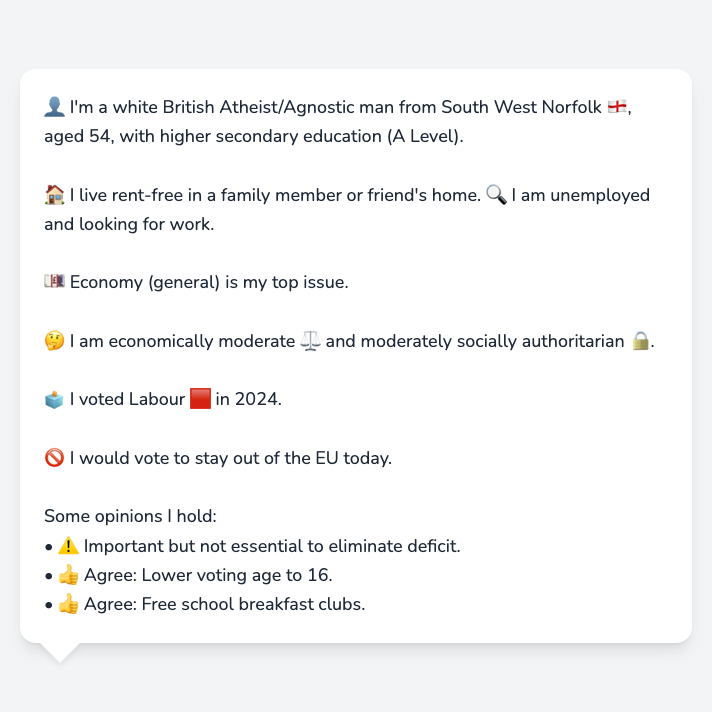 👤 I'm a white British Atheist/Agnostic man from South West Norfolk 🏴󠁧󠁢󠁥󠁮󠁧󠁿,
aged 54, with higher secondary education (A Level).
🏠 I live rent-free in a family member or friend's home. 🔍 I am unemployed
and looking for work.
💷 Economy (general) is my top issue.
🤔 I am economically moderate ⚖️ and moderately socially authoritarian 🔒.
🗳️ I voted Labour 🟥 in 2024.
🚫 I would vote to stay out of the EU today.
Some opinions I hold:
• ⚠️ Important but not essential to eliminate deficit.
• 👍 Agree: Lower voting age to 16.
• 👍 Agree: Free school breakfast clubs.